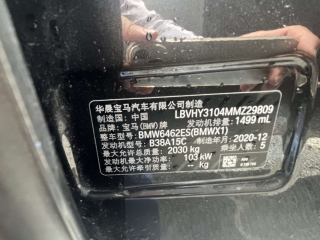 华晨宝马汽车有限公司制造
制造国: 中国 LBVHY3104MMZ29809
品牌: 宝马(BMW)牌 发动机排量: 1499 mL
整车型号: BMW6462ES(BMWX1)
发动机型号: B38A15C 2020-12
最大允许总质量: 2030 kg 乘坐人数: 5
发动机最大净功率: 103 kW
最大允许牵引质量: -- Kg